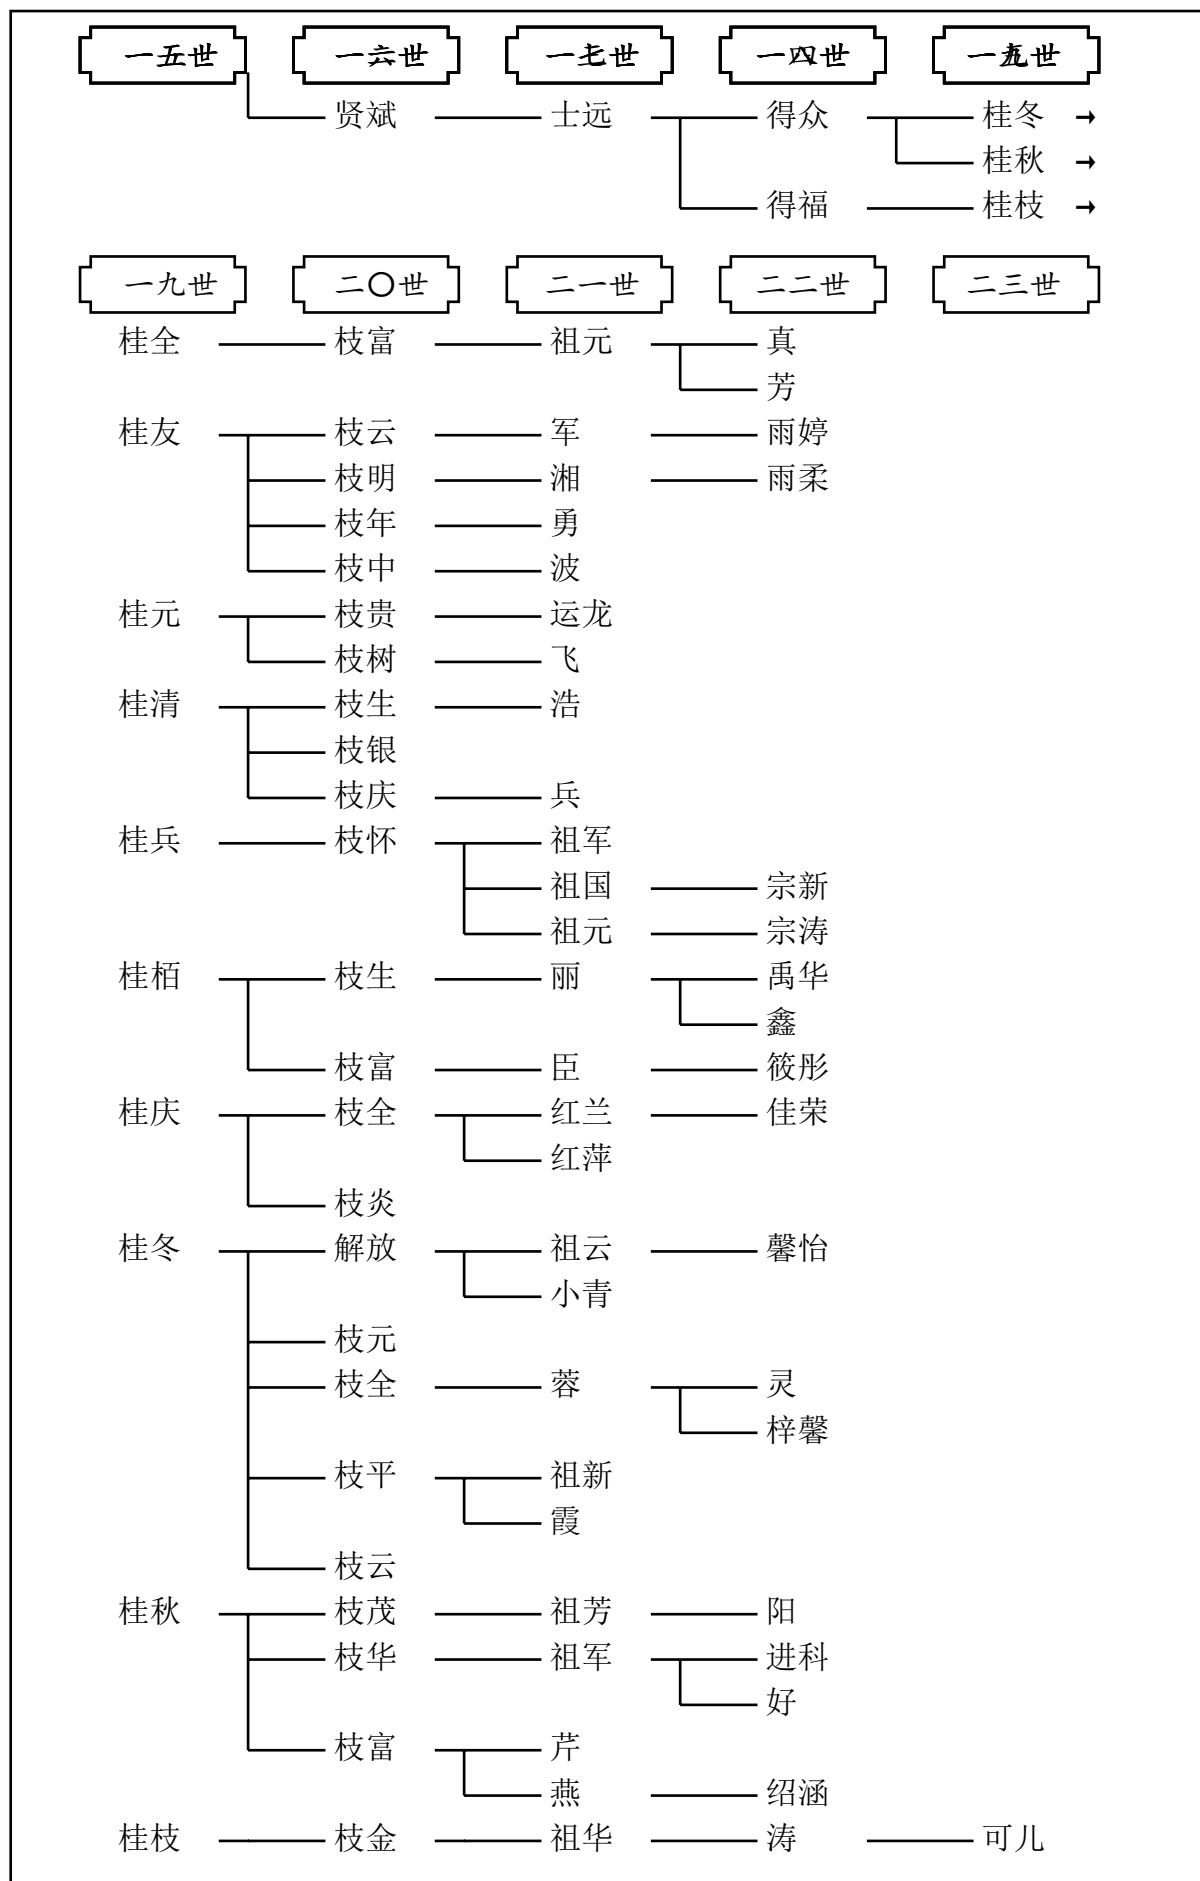 一五世 一六世 一七世 一八世 一九世
贤斌 士远 得众 桂冬 →
桂秋 →
得福 桂枝 →
一九世 二〇世 二一世 二二世 二三世
桂全 枝富 祖元 真
芳
桂友 枝云 军 雨婷
枝明 湘 雨柔
枝年 勇
枝中 波
桂元 枝贵 运龙
枝树 飞
桂清 枝生 浩
枝银
枝庆 兵
桂兵 枝怀 祖军
祖国 宗新
祖元 宗涛
桂栢 枝生 丽 禹华
鑫
枝富 臣 筱彤
桂庆 枝全 红兰 佳荣
红萍
枝炎
桂冬 解放 祖云 馨怡
小青
枝元
枝全 蓉 灵
梓馨
枝平 祖新
霞
枝云
桂秋 枝茂 祖芳 阳
枝华 祖军 进科
好
枝富 芹
燕 绍涵
桂枝 枝金 祖华 涛 可儿